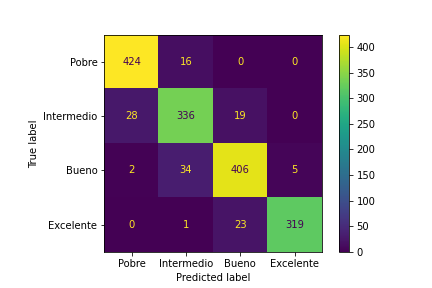 Pobre 424 16 0 0
Intermedio 28 336 19 0
Bueno 2 34 406 5
Excelente 0 1 23 319
Pobre Intermedio Bueno Excelente
Predicted label
True label
400
350
300
250
200
150
100
50
0